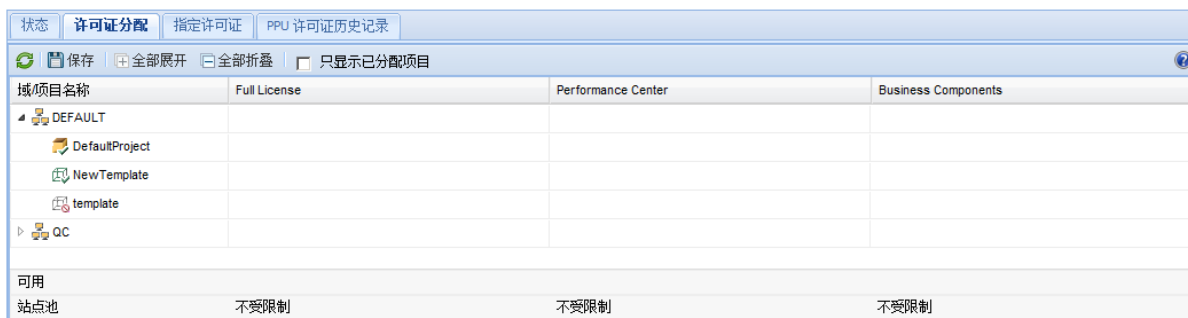 状态 许可证分配 指定许可证 PPU 许可证历史记录
保存 全部展开 全部折叠 只显示已分配项目
域/项目名称 Full License Performance Center Business Components
DEFAULT
DefaultProject
NewTemplate
template
QC
可用
站点池 不受限制 不受限制 不受限制